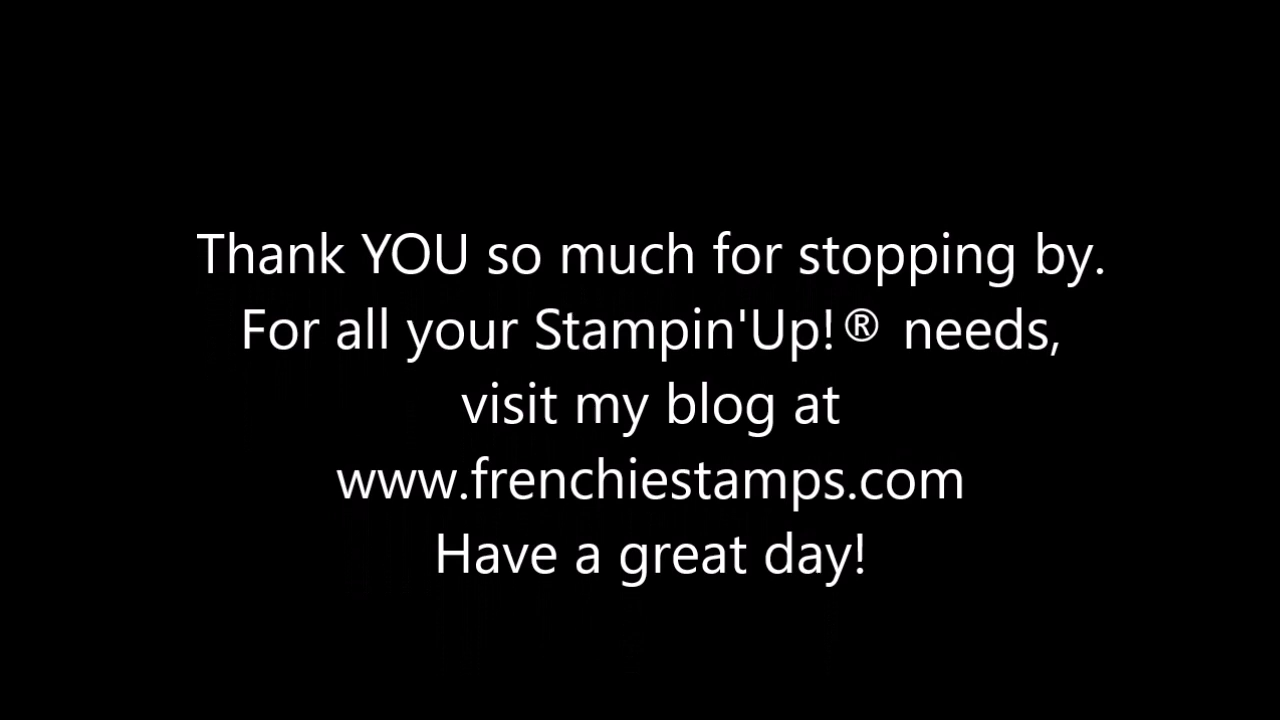 Thank YOU so much for stopping by.
For all your Stampin'Up!® needs,
visit my blog at
www.frenchiestamps.com
Have a great day!